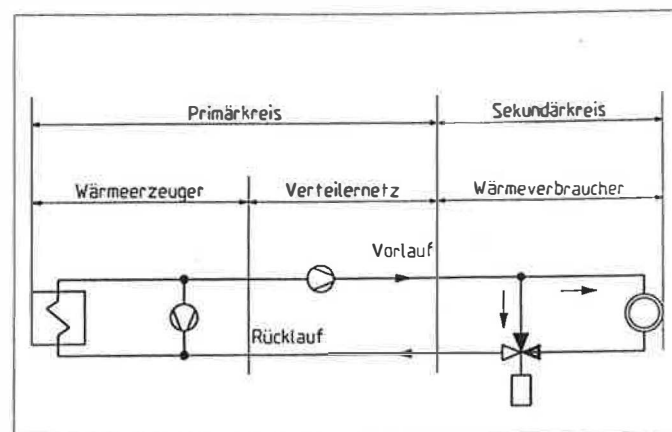 Primärkreis
Sekundärkreis
Wärmeerzeuger
Verteilernetz
Wärmeverbraucher
Vorlauf
Rücklauf